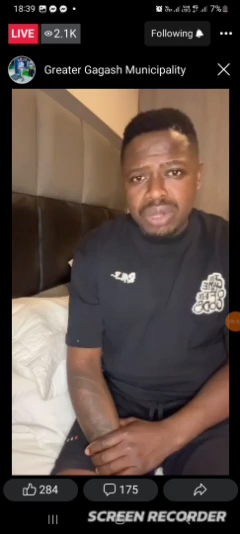 18:39
7%
LIVE 2.1K Following
Greater Gagash Municipality
284 175
SCREEN RECORDER